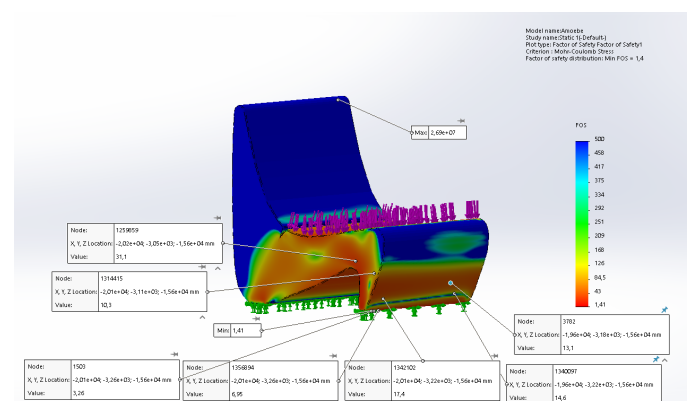 Model name:Amoebe
Study name:Static 1(-Default-)
Plot type: Factor of Safety Factor of Safety1
Criterion : Mohr-Coulomb Stress
Factor of safety distribution: Min FOS = 1,4
FOS
500
458
417
375
334
292
251
209
168
126
84,5
43
1,41
Max: 2,69e+07
Node: 1259859
X, Y, Z Location: -2,02e+04; -3,05e+03; -1,56e+04 mm
Value: 31,1
Node: 1314415
X, Y, Z Location: -2,01e+04; -3,11e+03; -1,56e+04 mm
Value: 10,3
Min: 1,41
Node: 3782
X, Y, Z Location: -1,96e+04; -3,18e+03; -1,56e+04 mm
Value: 13,1
Node: 1503
X, Y, Z Location: -2,01e+04; -3,26e+03; -1,56e+04 mm
Value: 3,26
Node: 1356894
X, Y, Z Location: -2,01e+04; -3,26e+03; -1,56e+04 mm
Value: 6,95
Node: 1342102
X, Y, Z Location: -2,01e+04; -3,22e+03; -1,56e+04 mm
Value: 17,4
Node: 1340097
X, Y, Z Location: -1,96e+04; -3,22e+03; -1,56e+04 mm
Value: 14,6